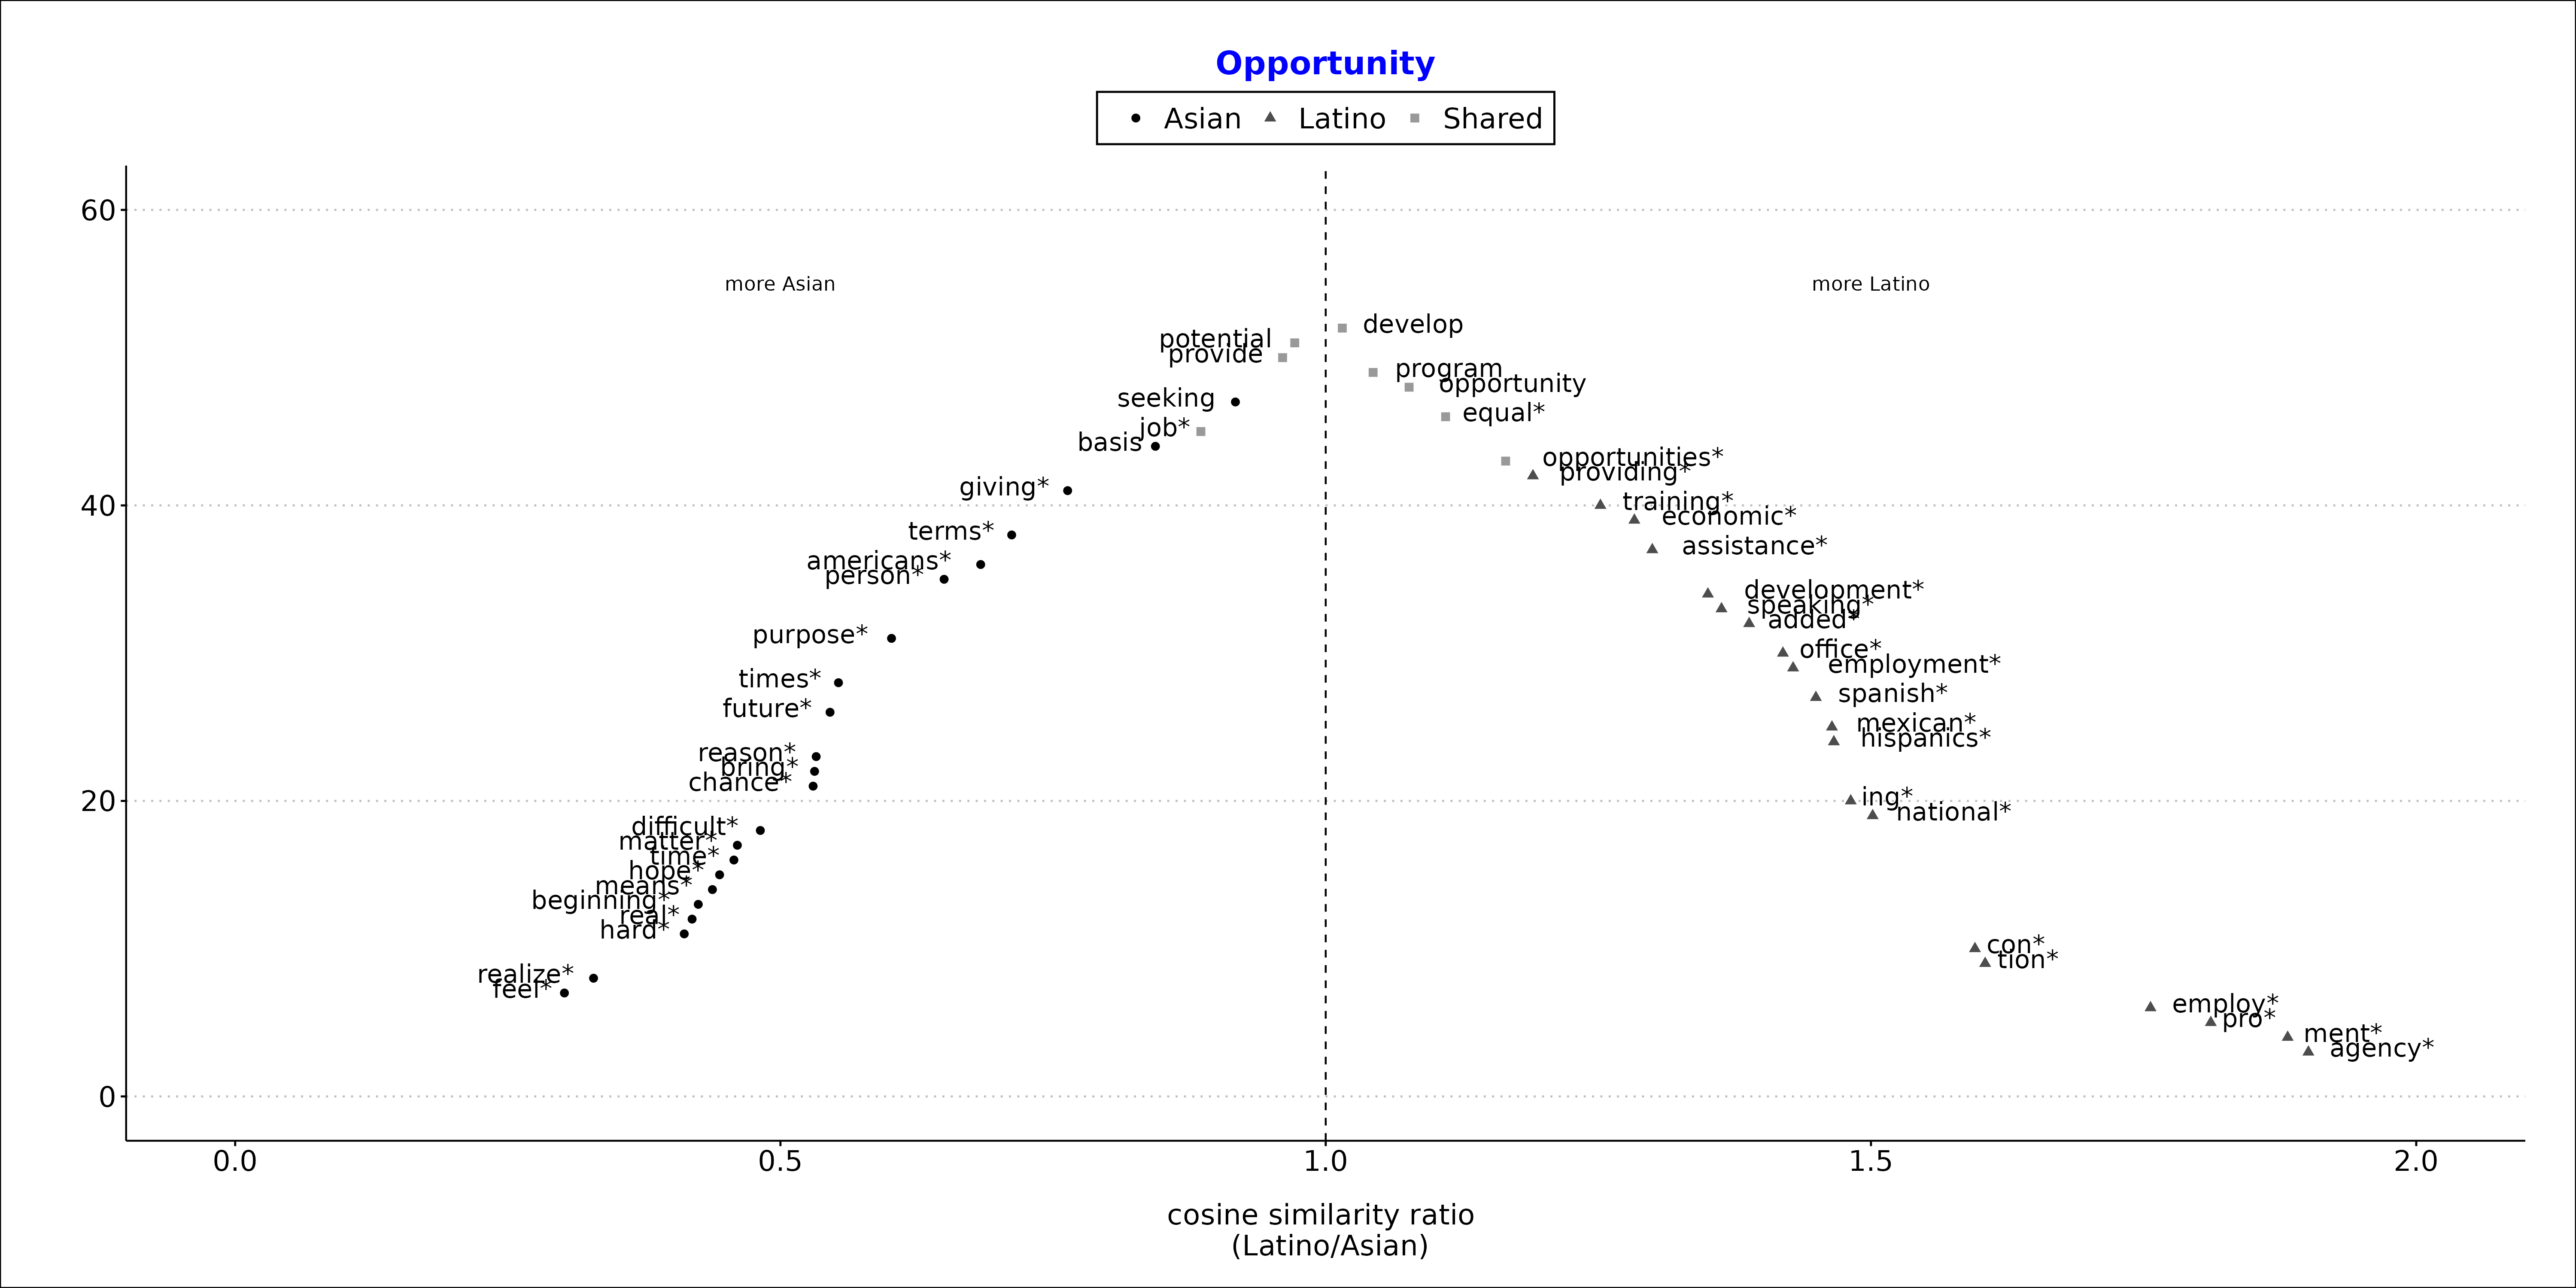 Opportunity
Asian Latino Shared
60
more Asian
more Latino
develop
potential
provide
program
opportunity
seeking
equal*
job*
basis
opportunities*
providing*
giving*
training*
40
economic*
terms*
assistance*
americans*
person*
development*
speaking*
added*
purpose*
office*
employment*
times*
spanish*
future*
mexican*
hispanics*
reason*
bring*
chance*
20
ing*
national*
difficult*
matter*
time*
hope*
means*
beginning*
real*
hard*
con*
tion*
realize*
feel*
employ*
pro*
ment*
agency*
0
0.0 0.5 1.0 1.5 2.0
cosine similarity ratio
(Latino/Asian)